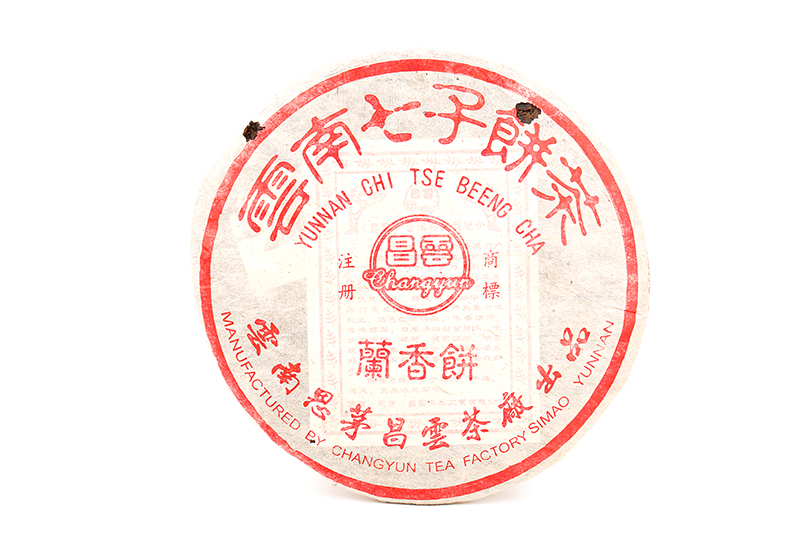 雲南七子餅茶
YUNNAN CHI TSE BEENG CHA
昌雲
Changyun
注册
商標
蘭香餅
雲南思茅昌雲茶廠出品
MANUFACTURED BY CHANGYUN TEA FACTORY SIMAO YUNNAN